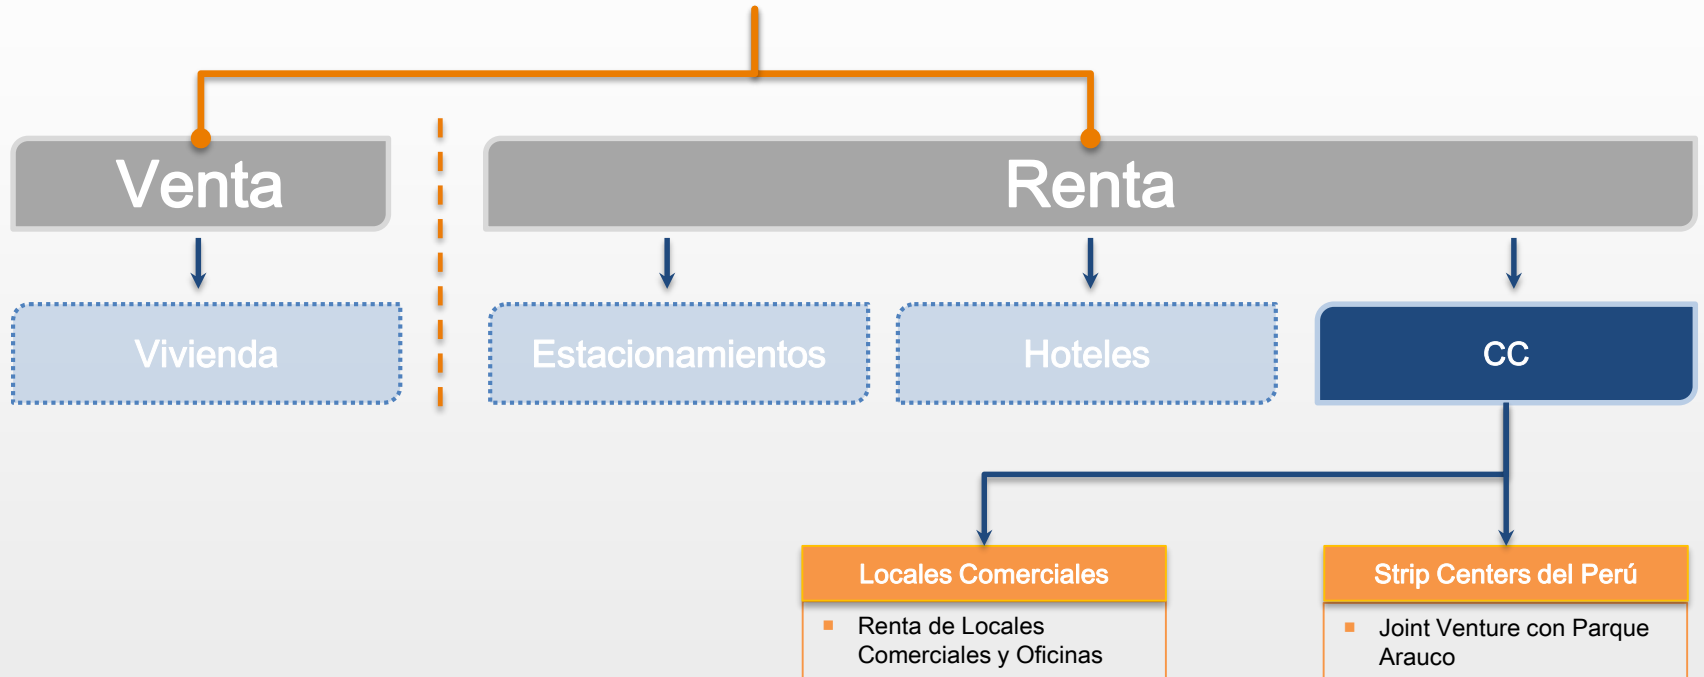 Venta
Renta
Vivienda
Estacionamientos
Hoteles
CC
Locales Comerciales
Renta de Locales
Comerciales y Oficinas
Strip Centers del Perú
Joint Venture con Parque
Arauco